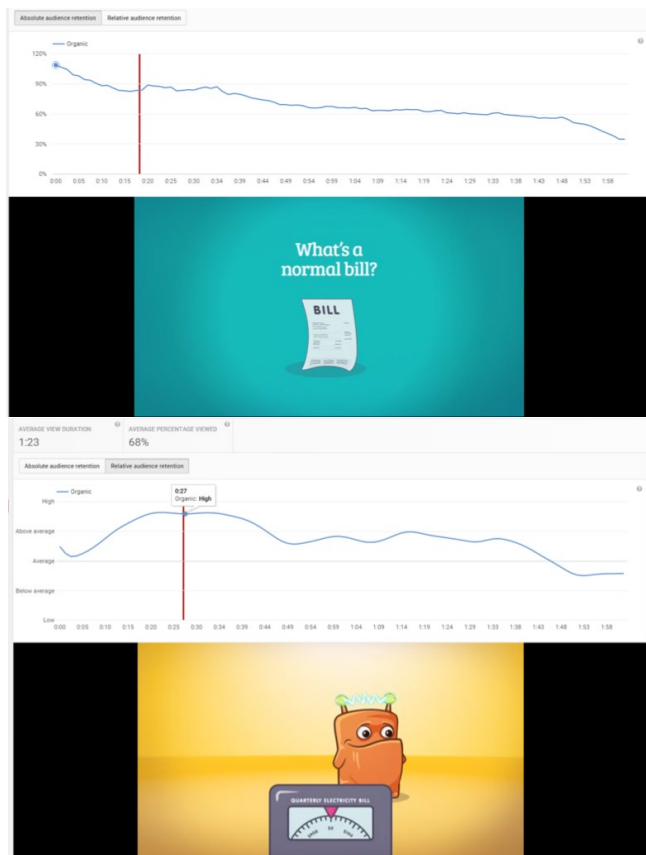 Absolute audience retention Relative audience retention
Organic
120%
90%
60%
30%
0%
0:00 0:05 0:10 0:15 0:20 0:25 0:30 0:34 0:39 0:44 0:49 0:54 0:59 1:04 1:09 1:14 1:19 1:24 1:29 1:33 1:38 1:43 1:48 1:53 1:58
What's a
normal bill?
BILL
AVERAGE VIEW DURATION AVERAGE PERCENTAGE VIEWED
1:23 68%
Absolute audience retention Relative audience retention
Organic
0:27
Organic: High
High
Above average
Average
Below average
Low
0:00 0:05 0:10 0:15 0:20 0:25 0:30 0:34 0:39 0:44 0:49 0:54 0:59 1:04 1:09 1:14 1:19 1:24 1:29 1:33 1:38 1:43 1:48 1:53 1:58
QUARTERLY ELECTRICITY BILL